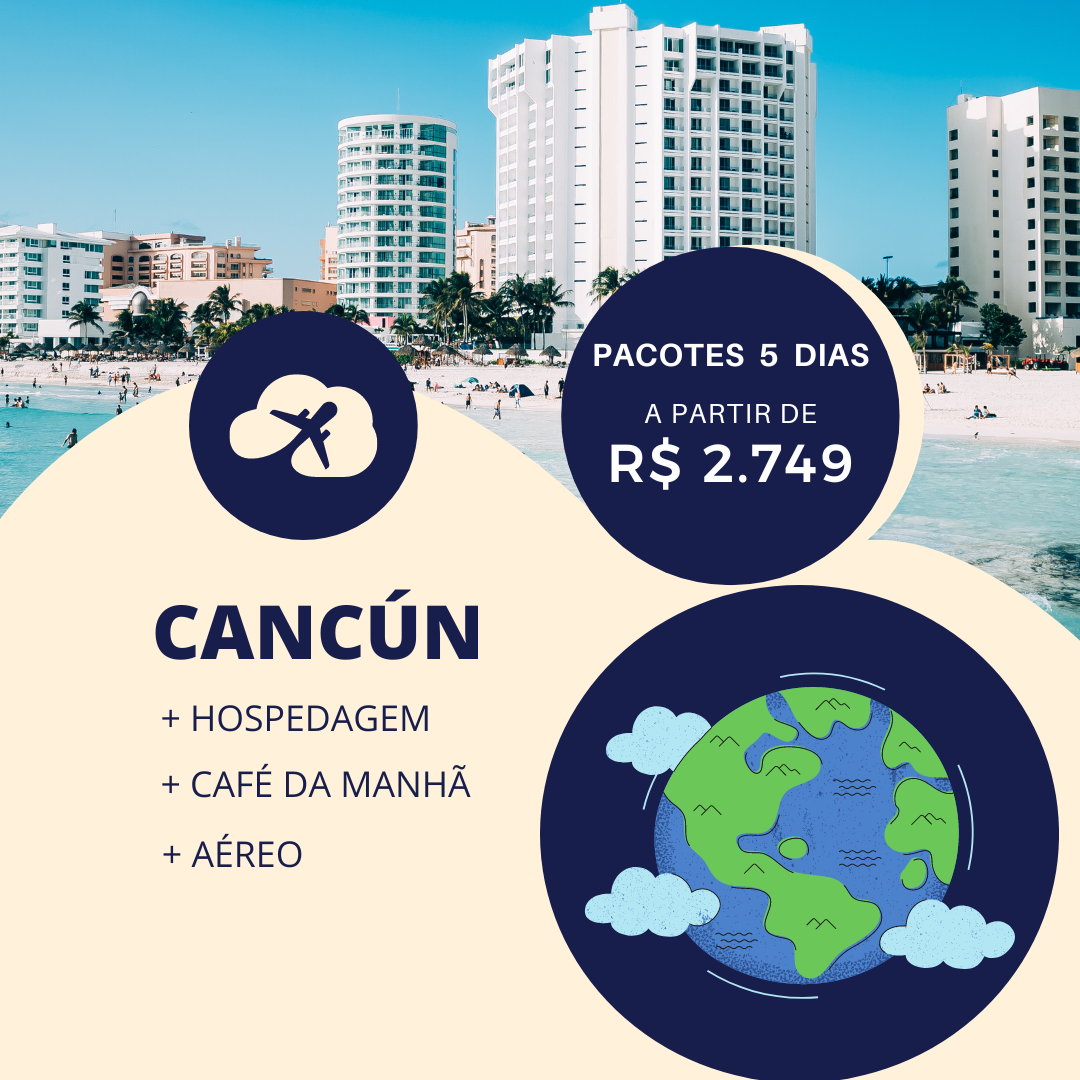 PACOTES 5 DIAS
A PARTIR DE
R$ 2.749
CANCÚN
+ HOSPEDAGEM
+ CAFÉ DA MANHÃ
+ AÉREO